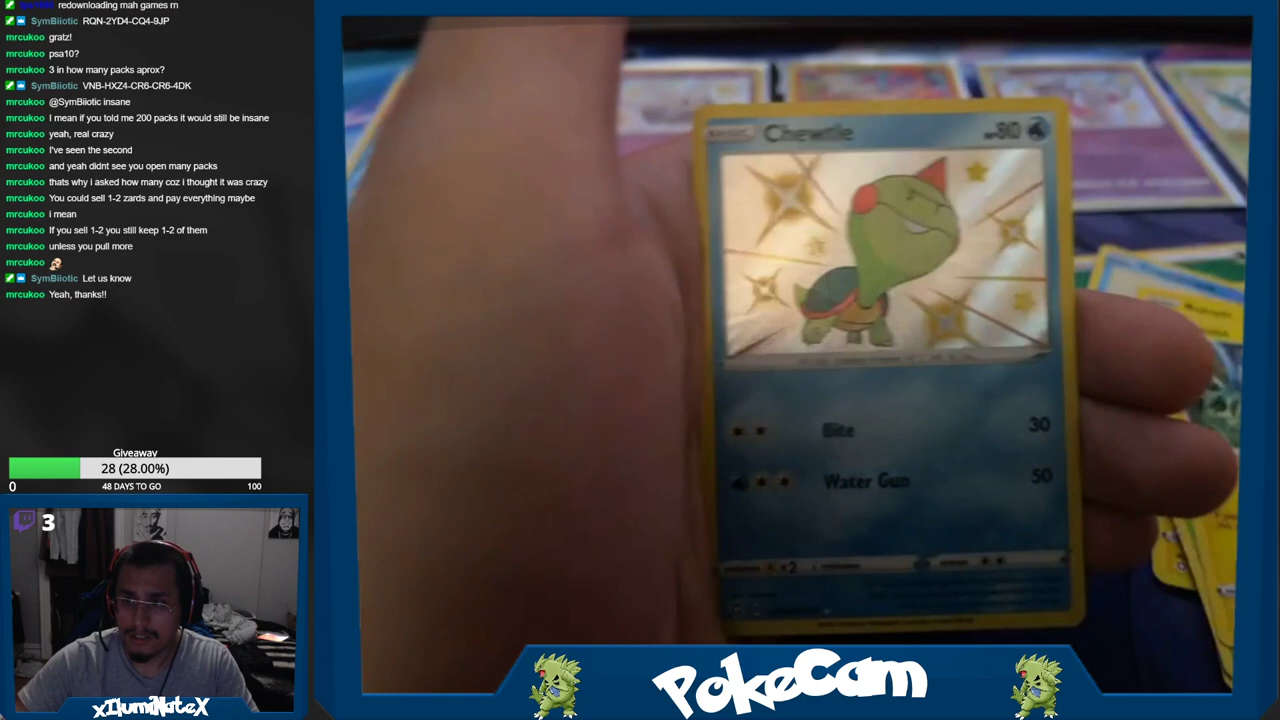 redownloading mah games rn
SymBiiotic RQN-2YD4-CQ4-9JP
mrcukoo gratz!
mrcukoo psa10?
mrcukoo 3 in how many packs aprox?
SymBiiotic VNB-HXZ4-CR6-CR6-4DK
mrcukoo @SymBiiotic insane
mrcukoo I mean if you told me 200 packs it would still be insane
mrcukoo yeah, real crazy
mrcukoo I've seen the second
mrcukoo and yeah didnt see you open many packs
mrcukoo thats why i asked how many coz i thought it was crazy
mrcukoo You could sell 1-2 zards and pay everything maybe
mrcukoo i mean
mrcukoo If you sell 1-2 you still keep 1-2 of them
mrcukoo unless you pull more
mrcukoo
SymBiiotic Let us know
mrcukoo Yeah, thanks!!
Giveaway
28 (28.00%)
0 48 DAYS TO GO 100
3
xIlumiNateX
Chewtle 80
Bite 30
Water Gun 50
×2
PokeCam